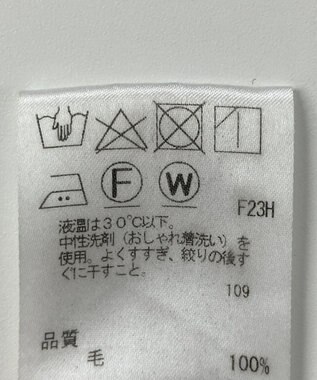 F W F23H
液温は30℃以下。
中性洗剤（おしゃれ着洗い）を
使用。よくすすぎ、絞りの後す
ぐに干すこと。
109
品質
毛 100%